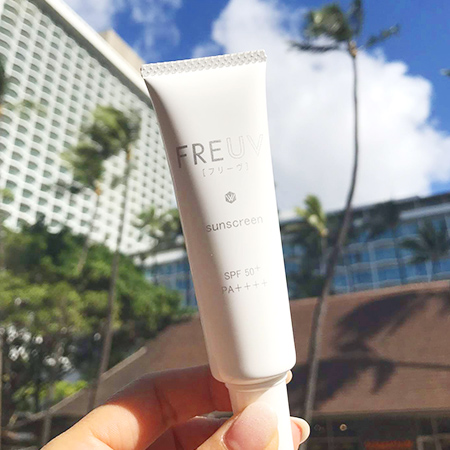 FREUV
[フリーヴ]
sunscreen
SPF 50+
PA++++